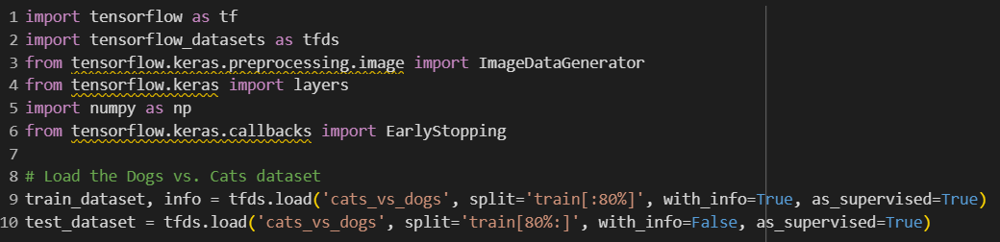 1 import tensorflow as tf
2 import tensorflow_datasets as tfds
3 from tensorflow.keras.preprocessing.image import ImageDataGenerator
4 from tensorflow.keras import layers
5 import numpy as np
6 from tensorflow.keras.callbacks import EarlyStopping
7
8 # Load the Dogs vs. Cats dataset
9 train_dataset, info = tfds.load('cats_vs_dogs', split='train[:80%]', with_info=True, as_supervised=True)
10 test_dataset = tfds.load('cats_vs_dogs', split='train[80%:]', with_info=False, as_supervised=True)